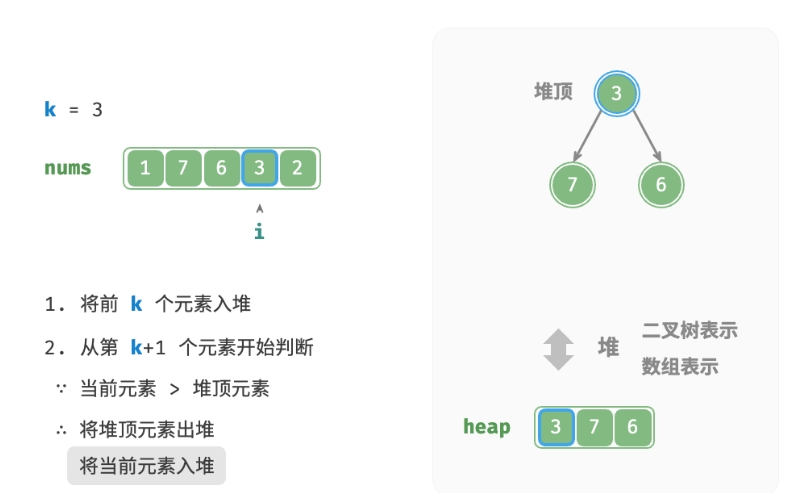 k = 3
nums 1 7 6 3 2
i
1. 将前 k 个元素入堆
2. 从第 k+1 个元素开始判断
∵ 当前元素 > 堆顶元素
∴ 将堆顶元素出堆
将当前元素入堆
堆顶 3
7 6
堆 二叉树表示
数组表示
heap 3 7 6